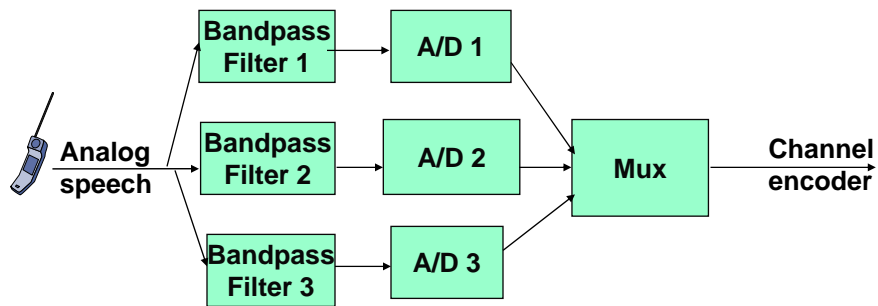 Bandpass
Filter 1
A/D 1
Analog
speech
Bandpass
Filter 2
A/D 2
Mux
Channel
encoder
Bandpass
Filter 3
A/D 3